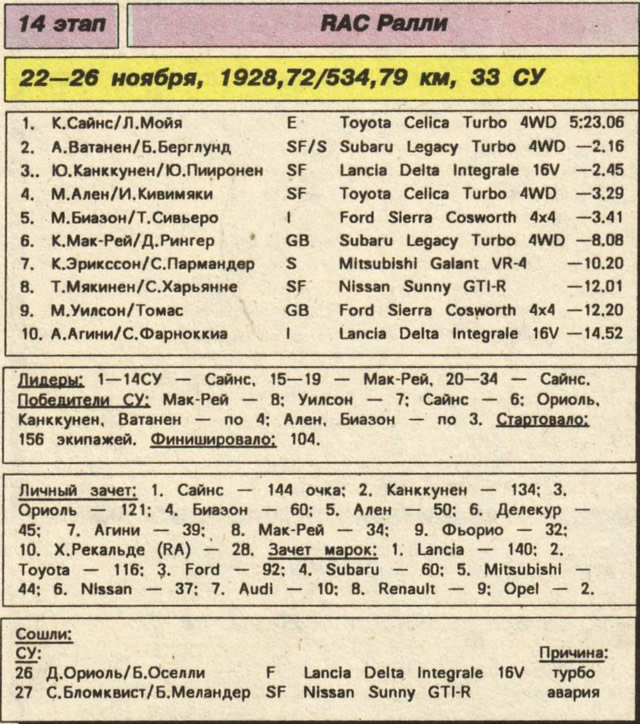 14 этап
RAC Ралли
22—26 ноября, 1928,72/534,79 км, 33 СУ
1. К.Сайнс/Л.Мойя E Toyota Celica Turbo 4WD 5:23.06
2. А.Ватанен/Б.Берглунд SF/S Subaru Legacy Turbo 4WD —2.16
3.. Ю.Канккунен/Ю.Пииронен SF Lancia Delta Integrale 16V —2.45
4. М.Ален/И.Кивимяки SF Toyota Celica Turbo 4WD —3.29
5. М.Биазон/Т.Сивьеро I Ford Sierra Cosworth 4x4 —3.41
6. К.Мак-Рей/Д.Рингер GB Subaru Legacy Turbo 4WD —8.08
7. К.Эрикссон/С.Пармандер S Mitsubishi Galant VR-4 —10.20
8. Т.Мякинен/С.Харьянне SF Nissan Sunny GTI-R —12.01
9. М.Уилсон/Томас GB Ford Sierra Cosworth 4x4 —12,20
10. А.Агини/С.Фарноккиа I Lancia Delta Integrale 16V —14,52
Лидеры: 1—14СУ — Сайнс, 15—19 — Мак-Рей, 20—34 — Сайнс.
Победители СУ: Мак-Рей — 8; Уилсон — 7; Сайнс — 6; Ориоль,
Канккунен, Ватанен — по 4; Ален, Биазон — по 3. Стартовало:
156 экипажей. Финишировало: 104.
Личный зачет: 1. Сайнс — 144 очка; 2. Канккунен — 134; 3.
Ориоль — 121; 4. Биазон — 60; 5. Ален — 50; 6. Делекур —
45; 7. Агини — 39; 8. Мак-Рей — 34; 9. Фьорио — 32;
10. Х.Рекальде (RA) — 28. Зачет марок: 1. Lancia — 140; 2.
Toyota — 116; 3. Ford — 92; 4. Subaru — 60; 5. Mitsubishi —
44; 6. Nissan — 37; 7. Audi — 10; 8. Renault — 9; Opel — 2.
Сошли:
СУ: Причина:
26 Д.Ориоль/Б.Оселли F Lancia Delta Integrale 16V турбо
27 С.Бломквист/Б.Меландер SF Nissan Sunny GTI-R авария